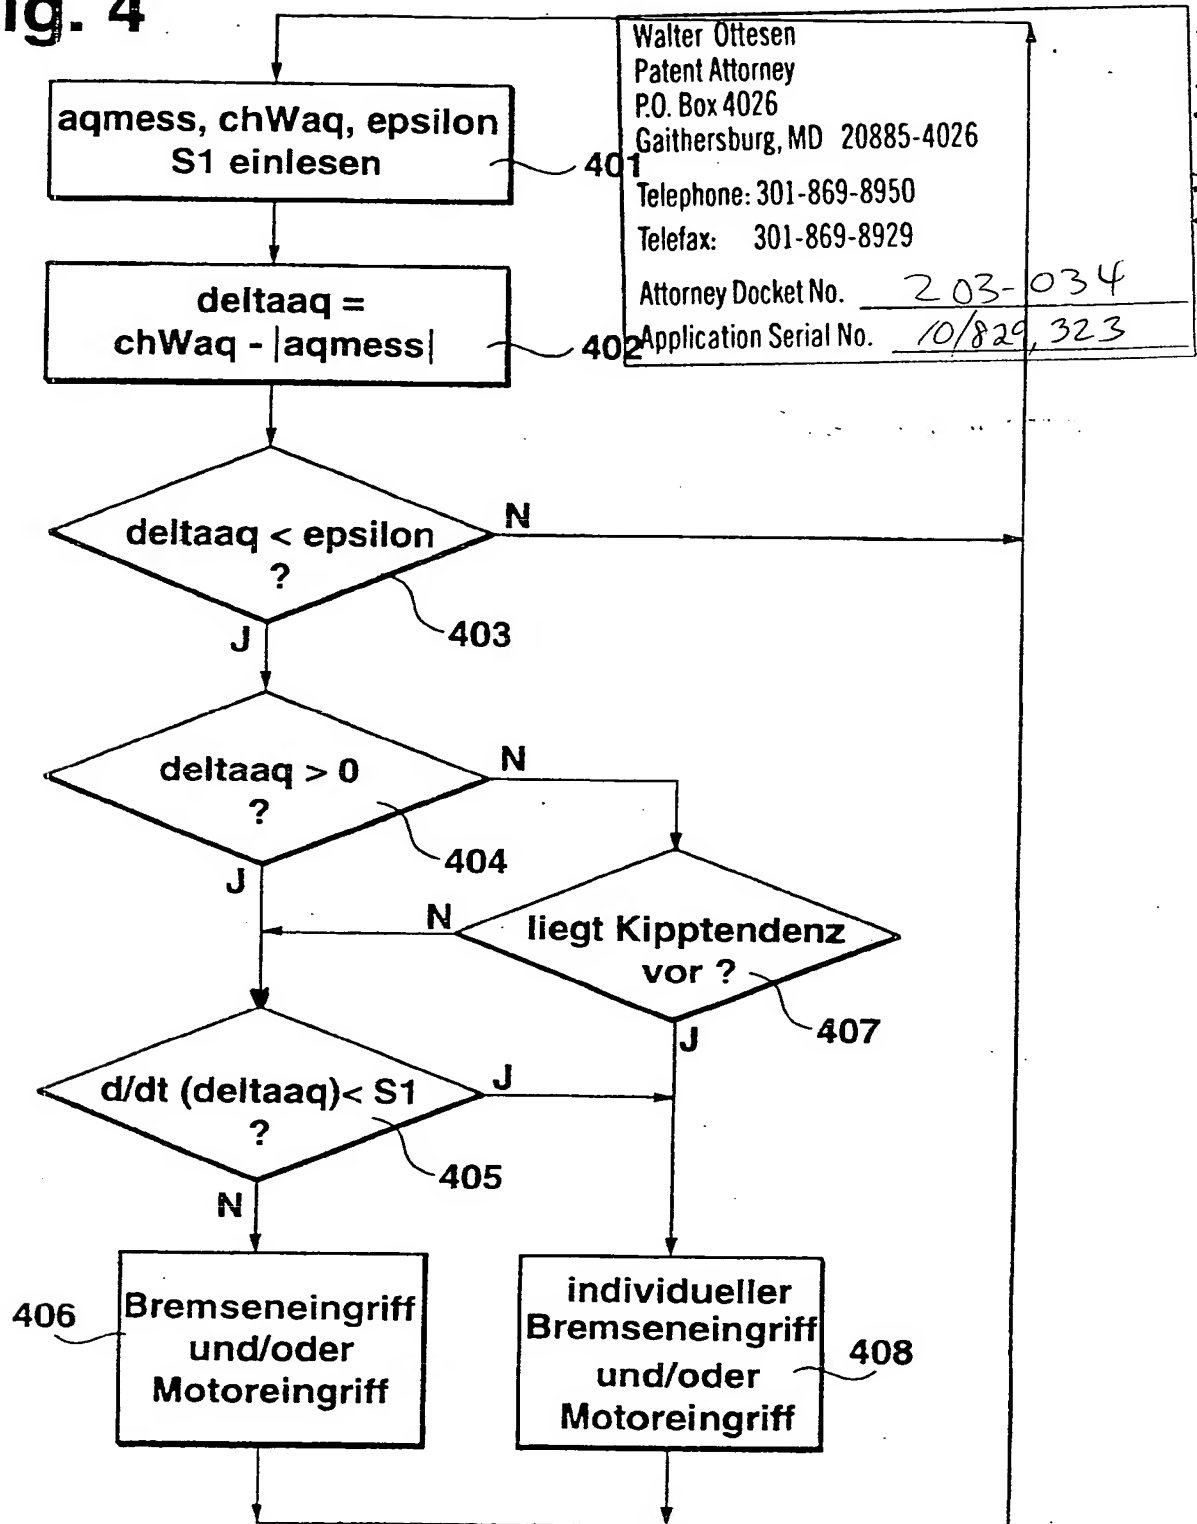 ig. 4
Walter Ottesen
Patent Attorney
P.O. Box 4026
Gaithersburg, MD 20885-4026
Telephone: 301-869-8950
Telefax: 301-869-8929
Attorney Docket No. 203-034
Application Serial No. 10/829,323
aqmess, chWaq, epsilon
S1 einlesen
401
deltaaq =
chWaq - |aqmess|
402
deltaaq < epsilon
?
N
403
J
deltaaq > 0
?
N
404
J
N
liegt Kipptendenz
vor ?
407
J
d/dt (deltaaq)< S1
?
J
405
N
406
Bremseneingriff
und/oder
Motoreingriff
individueller
Bremseneingriff
und/oder
Motoreingriff
408